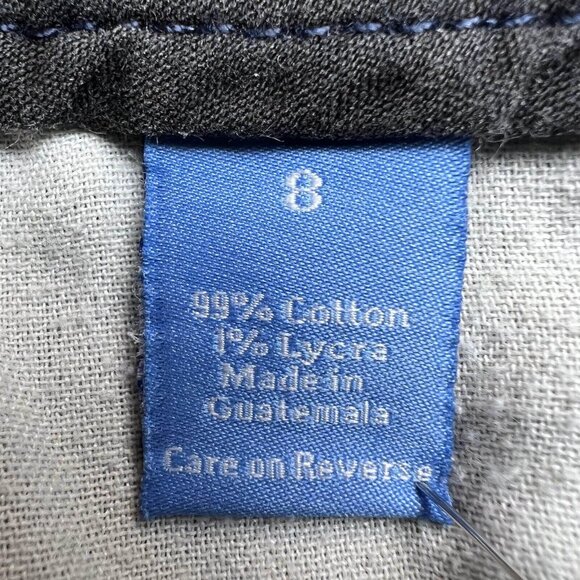 8
99% Cotton
1% Lycra
Made in
Guatemala
Care on Reverse